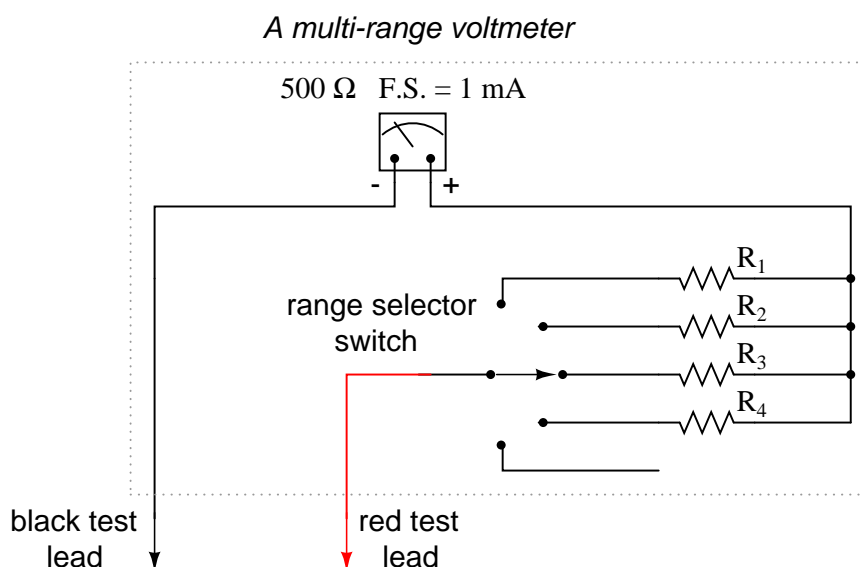 A multi-range voltmeter
500 Ω F.S. = 1 mA
- +
R1
range selector
switch
R2
R3
R4
black test
lead
red test
lead